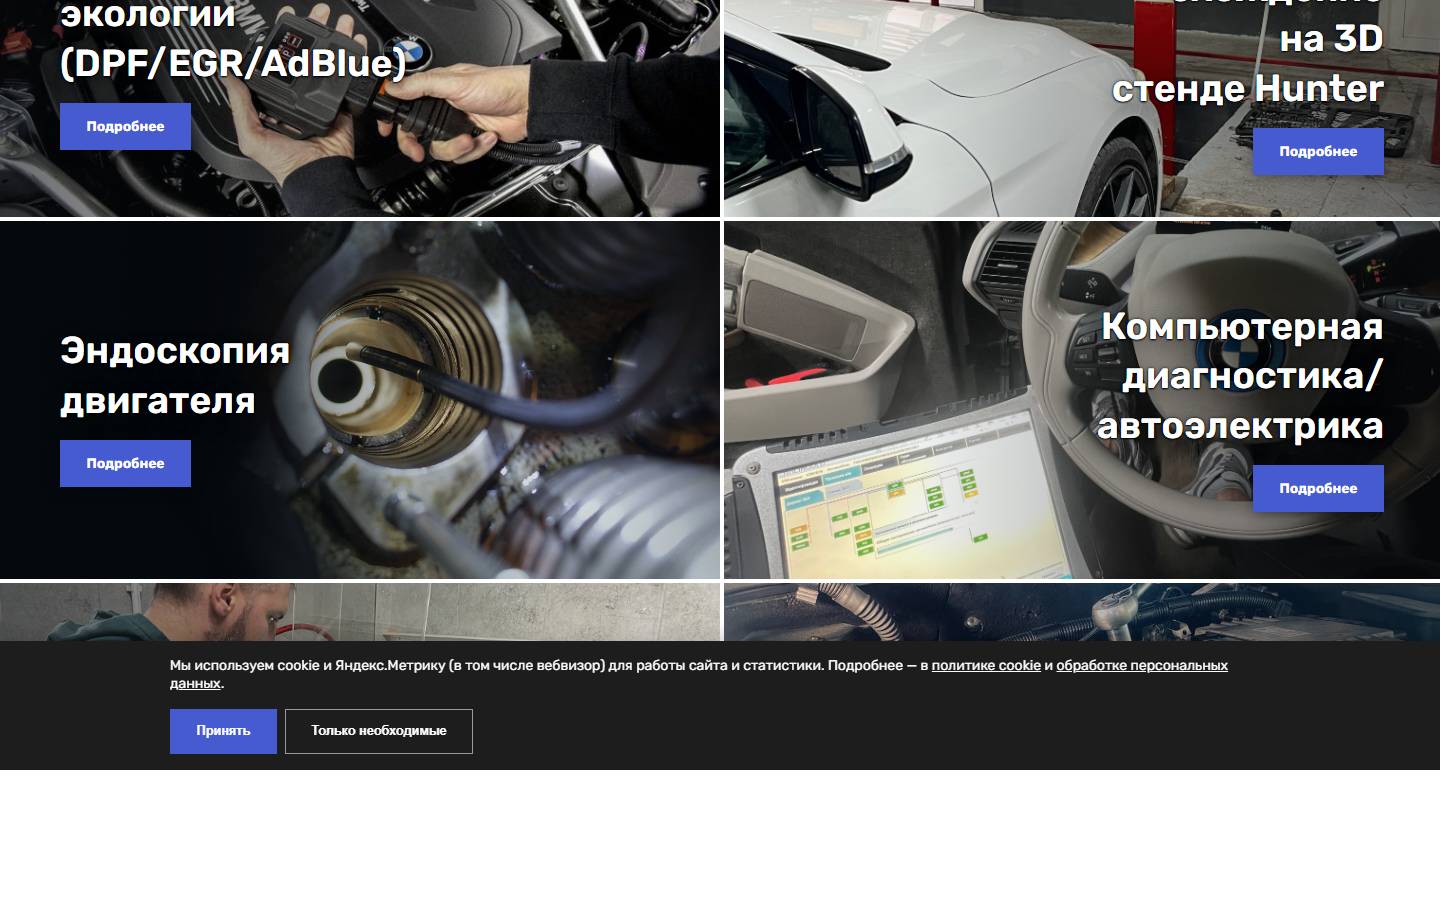 экологии
(DPF/EGR/AdBlue)
Подробнее
на 3D
стенде Hunter
Подробнее
Эндоскопия
двигателя
Подробнее
Компьютерная
диагностика/
автоэлектрика
Подробнее
Мы используем cookie и Яндекс.Метрику (в том числе вебвизор) для работы сайта и статистики. Подробнее — в политике cookie и обработке персональных
данных.
Принять
Только необходимые